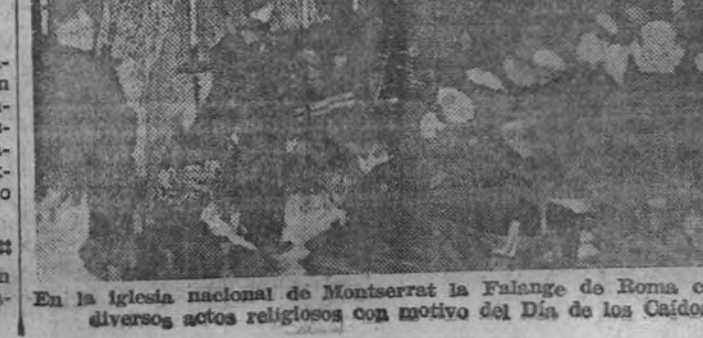 En la iglesia nacional de Montserrat la Falange de Roma
diversos actos religiosos con motivo del Día de los Caídos